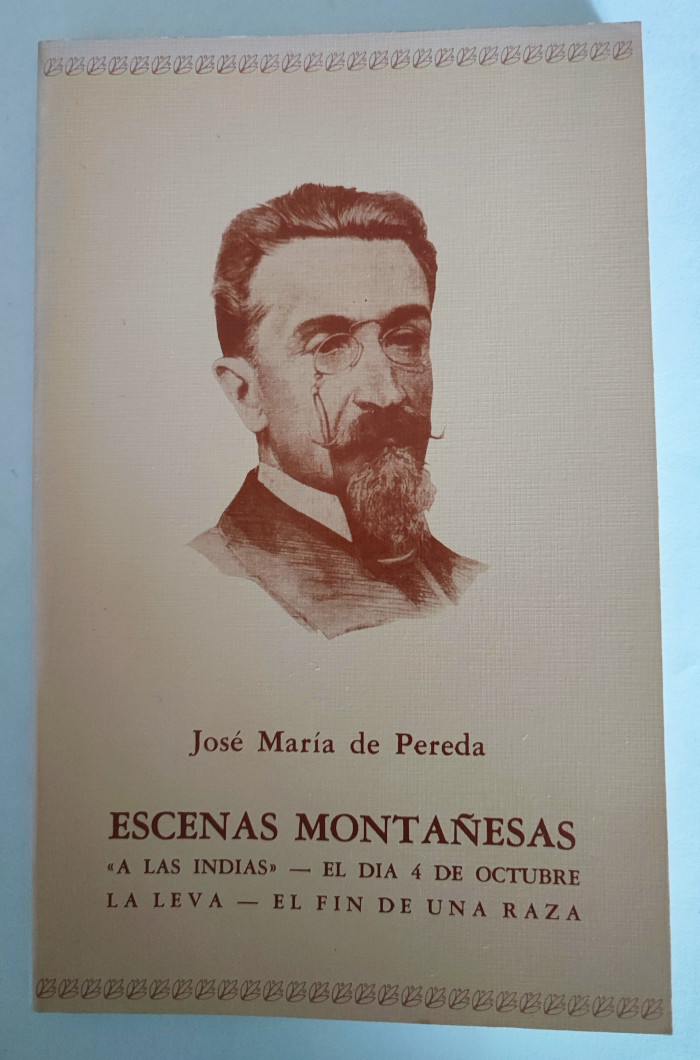 José María de Pereda
ESCENAS MONTAÑESAS
«A LAS INDIAS» — EL DIA 4 DE OCTUBRE
LA LEVA — EL FIN DE UNA RAZA